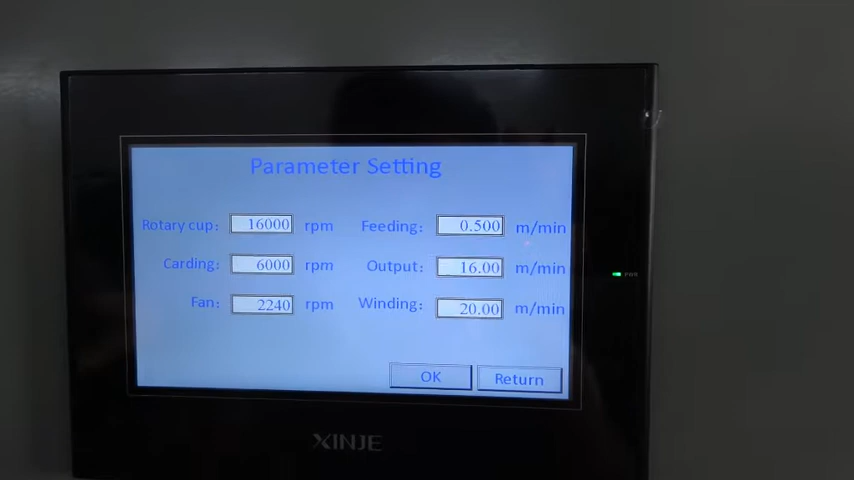 Parameter Setting
Rotary cup: 16000 rpm Feeding: 0.500 m/min
Carding: 6000 rpm Output: 16.00 m/min
Fan: 2240 rpm Winding: 20.00 m/min
OK Return
PWR
XINJE